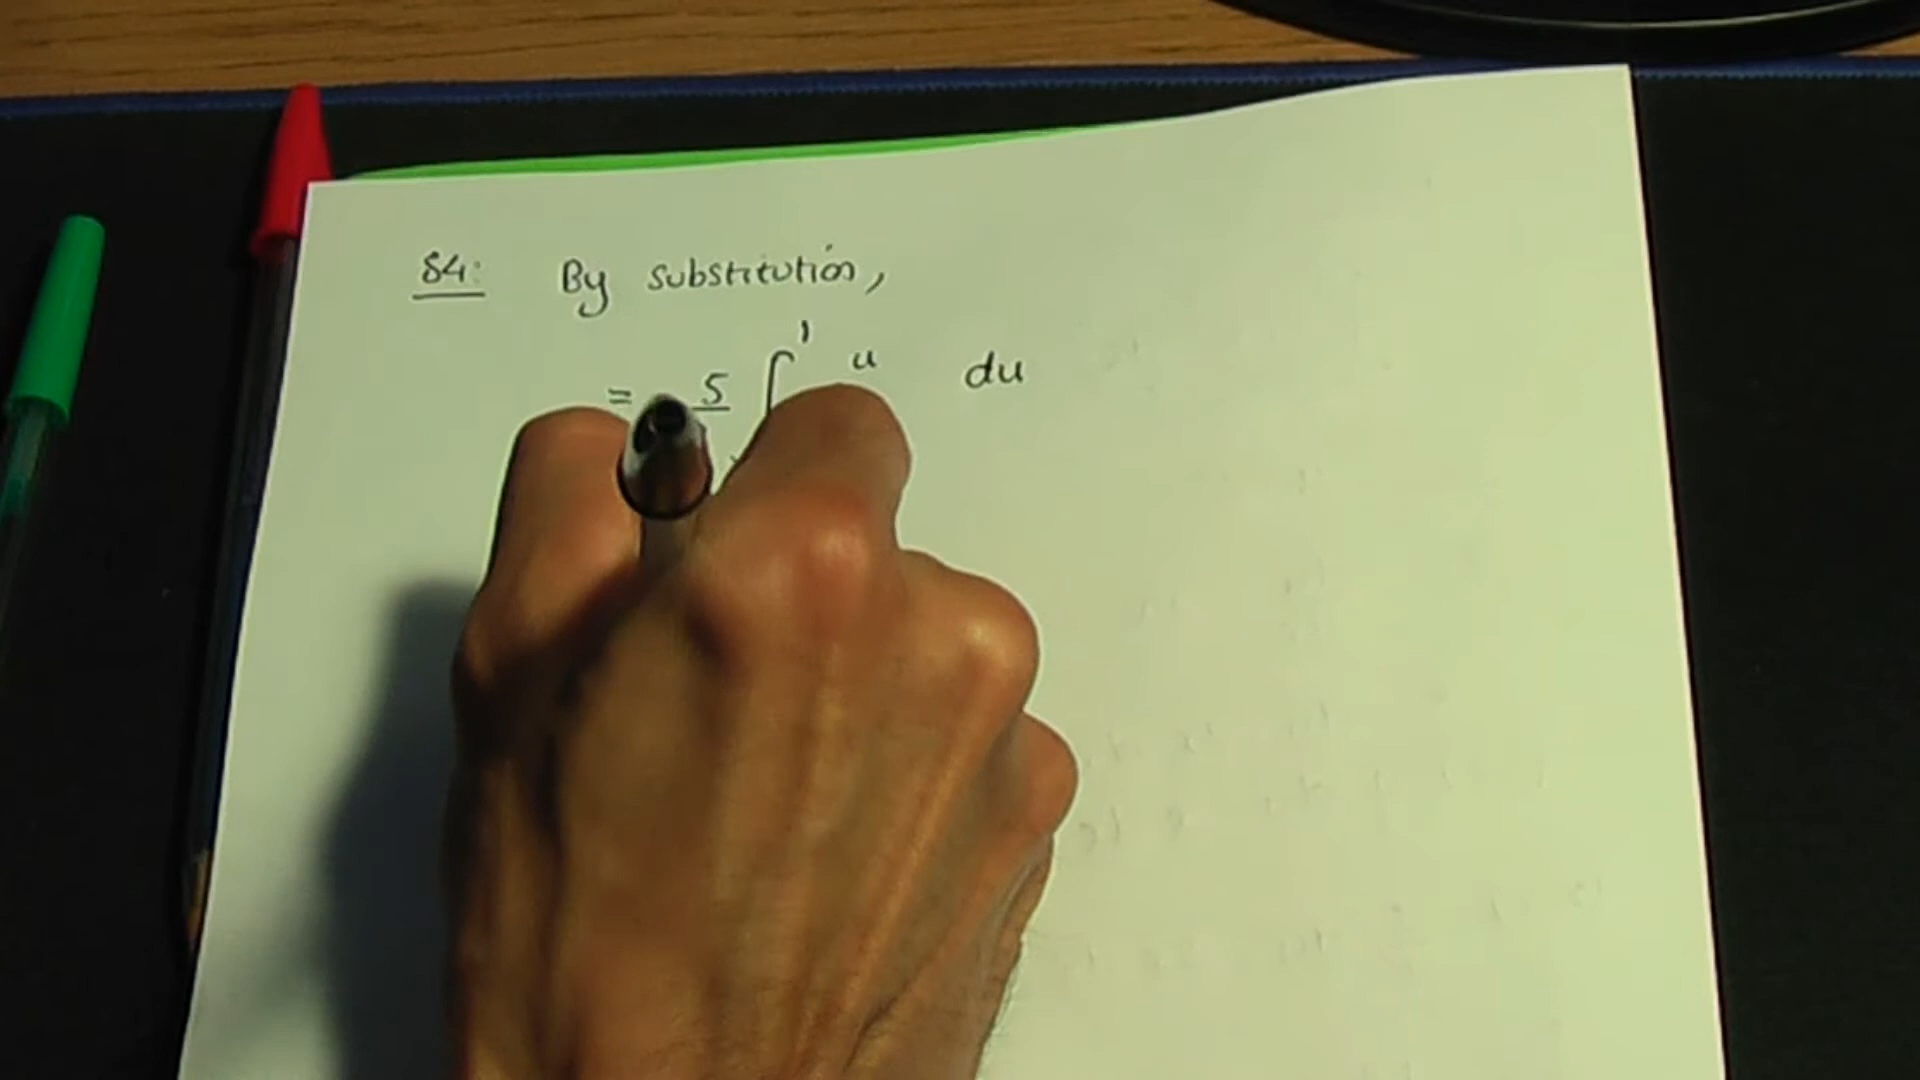 84: By substitution,
= 5 ∫ 1 u du